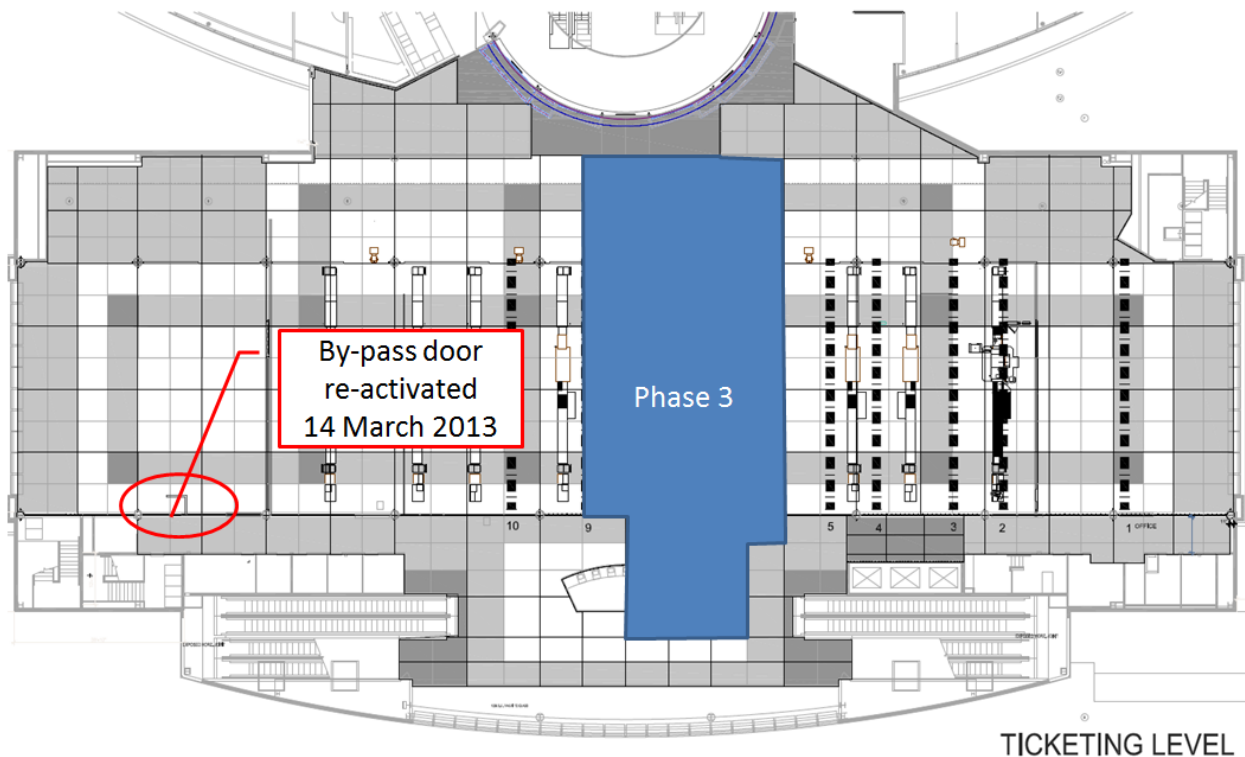 By-pass door
re-activated
14 March 2013
Phase 3
10
9
5
4
3
2
1 OFFICE
TICKETING LEVEL